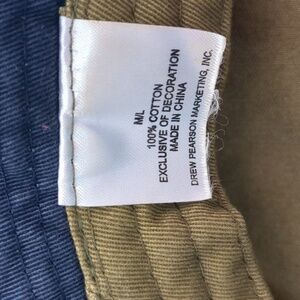 M/L
100% COTTON
EXCLUSIVE OF DECORATION
MADE IN CHINA
DREW PEARSON MARKETING, INC.